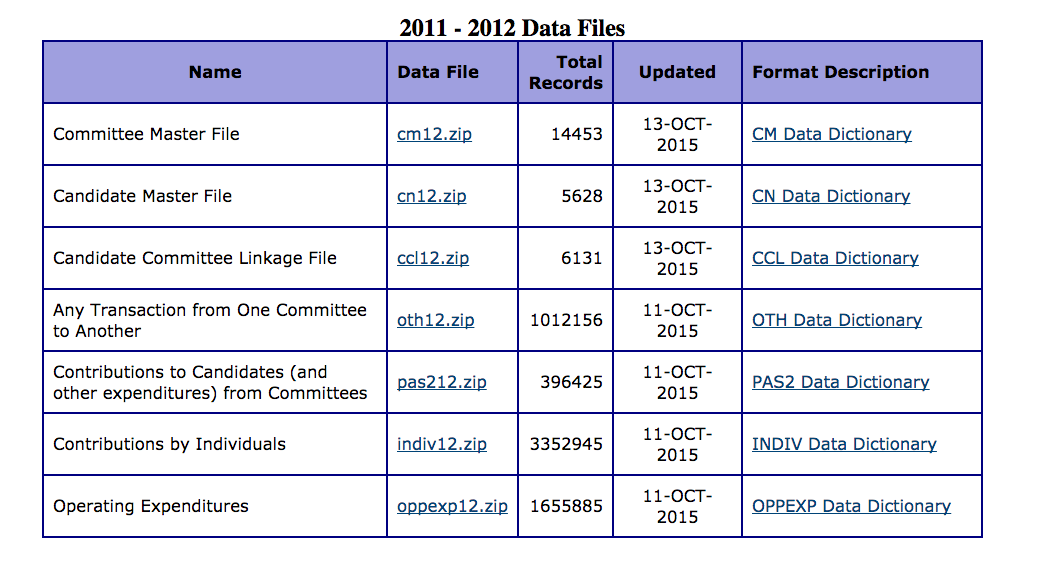 2011 - 2012 Data Files
Name Data File Total Records Updated Format Description
Committee Master File cm12.zip 14453 13-OCT-2015 CM Data Dictionary
Candidate Master File cn12.zip 5628 13-OCT-2015 CN Data Dictionary
Candidate Committee Linkage File ccl12.zip 6131 13-OCT-2015 CCL Data Dictionary
Any Transaction from One Committee to Another oth12.zip 1012156 11-OCT-2015 OTH Data Dictionary
Contributions to Candidates (and other expenditures) from Committees pas212.zip 396425 11-OCT-2015 PAS2 Data Dictionary
Contributions by Individuals indiv12.zip 3352945 11-OCT-2015 INDIV Data Dictionary
Operating Expenditures oppexp12.zip 1655885 11-OCT-2015 OPPEXP Data Dictionary